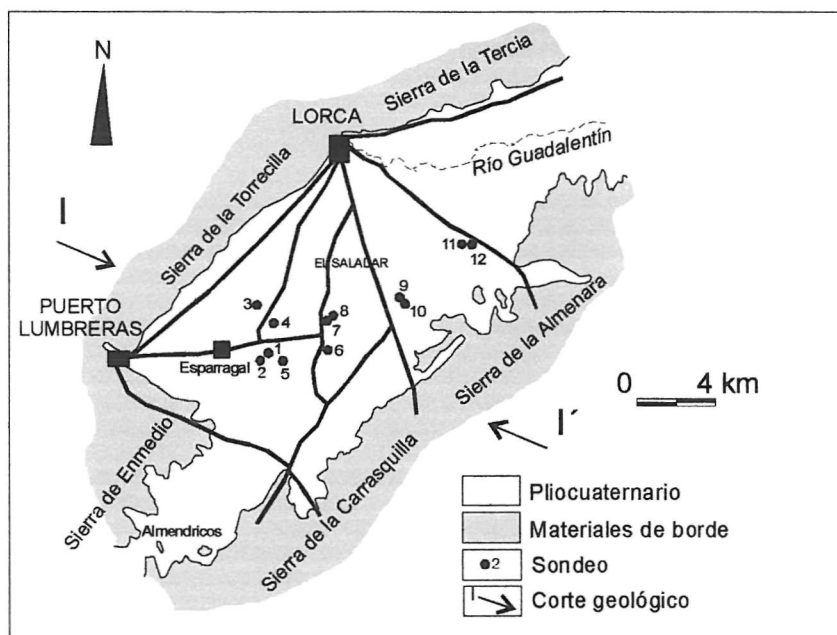 N
Sierra de la Tercia
LORCA
Río Guadalentín
Sierra de la Torrecilla
I
EL SALADAR
11
12
PUERTO
LUMBRERAS
3
4
9
10
8
7
Sierra de la Almenara
Esparragal
1
2
5
6
0 4 km
I´
Sierra de Enmedio
Sierra de la Carrasquilla
Almendricos
Pliocuaternario
Materiales de borde
2 Sondeo
I Corte geológico